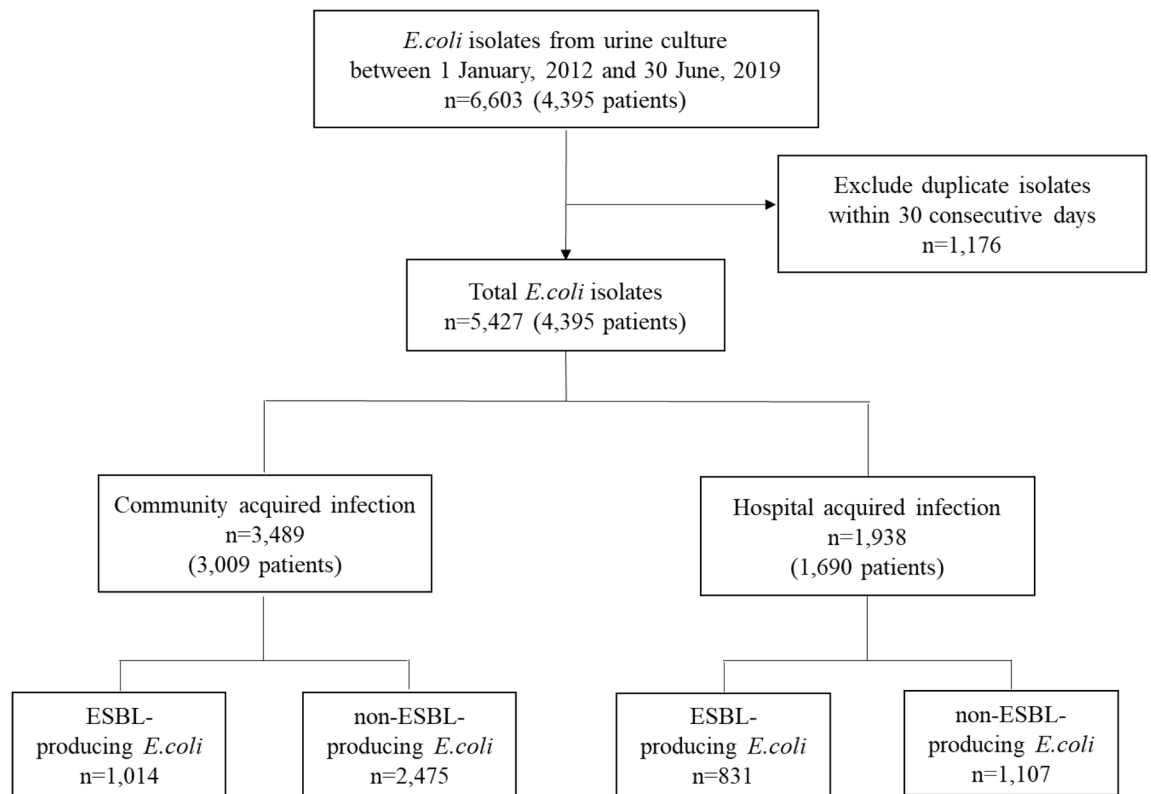 E.coli isolates from urine culture
between 1 January, 2012 and 30 June, 2019
n=6,603 (4,395 patients)
Exclude duplicate isolates
within 30 consecutive days
n=1,176
Total E.coli isolates
n=5,427 (4,395 patients)
Community acquired infection
n=3,489
(3,009 patients)
Hospital acquired infection
n=1,938
(1,690 patients)
ESBL-
producing E.coli
n=1,014
non-ESBL-
producing E.coli
n=2,475
ESBL-
producing E.coli
n=831
non-ESBL-
producing E.coli
n=1,107